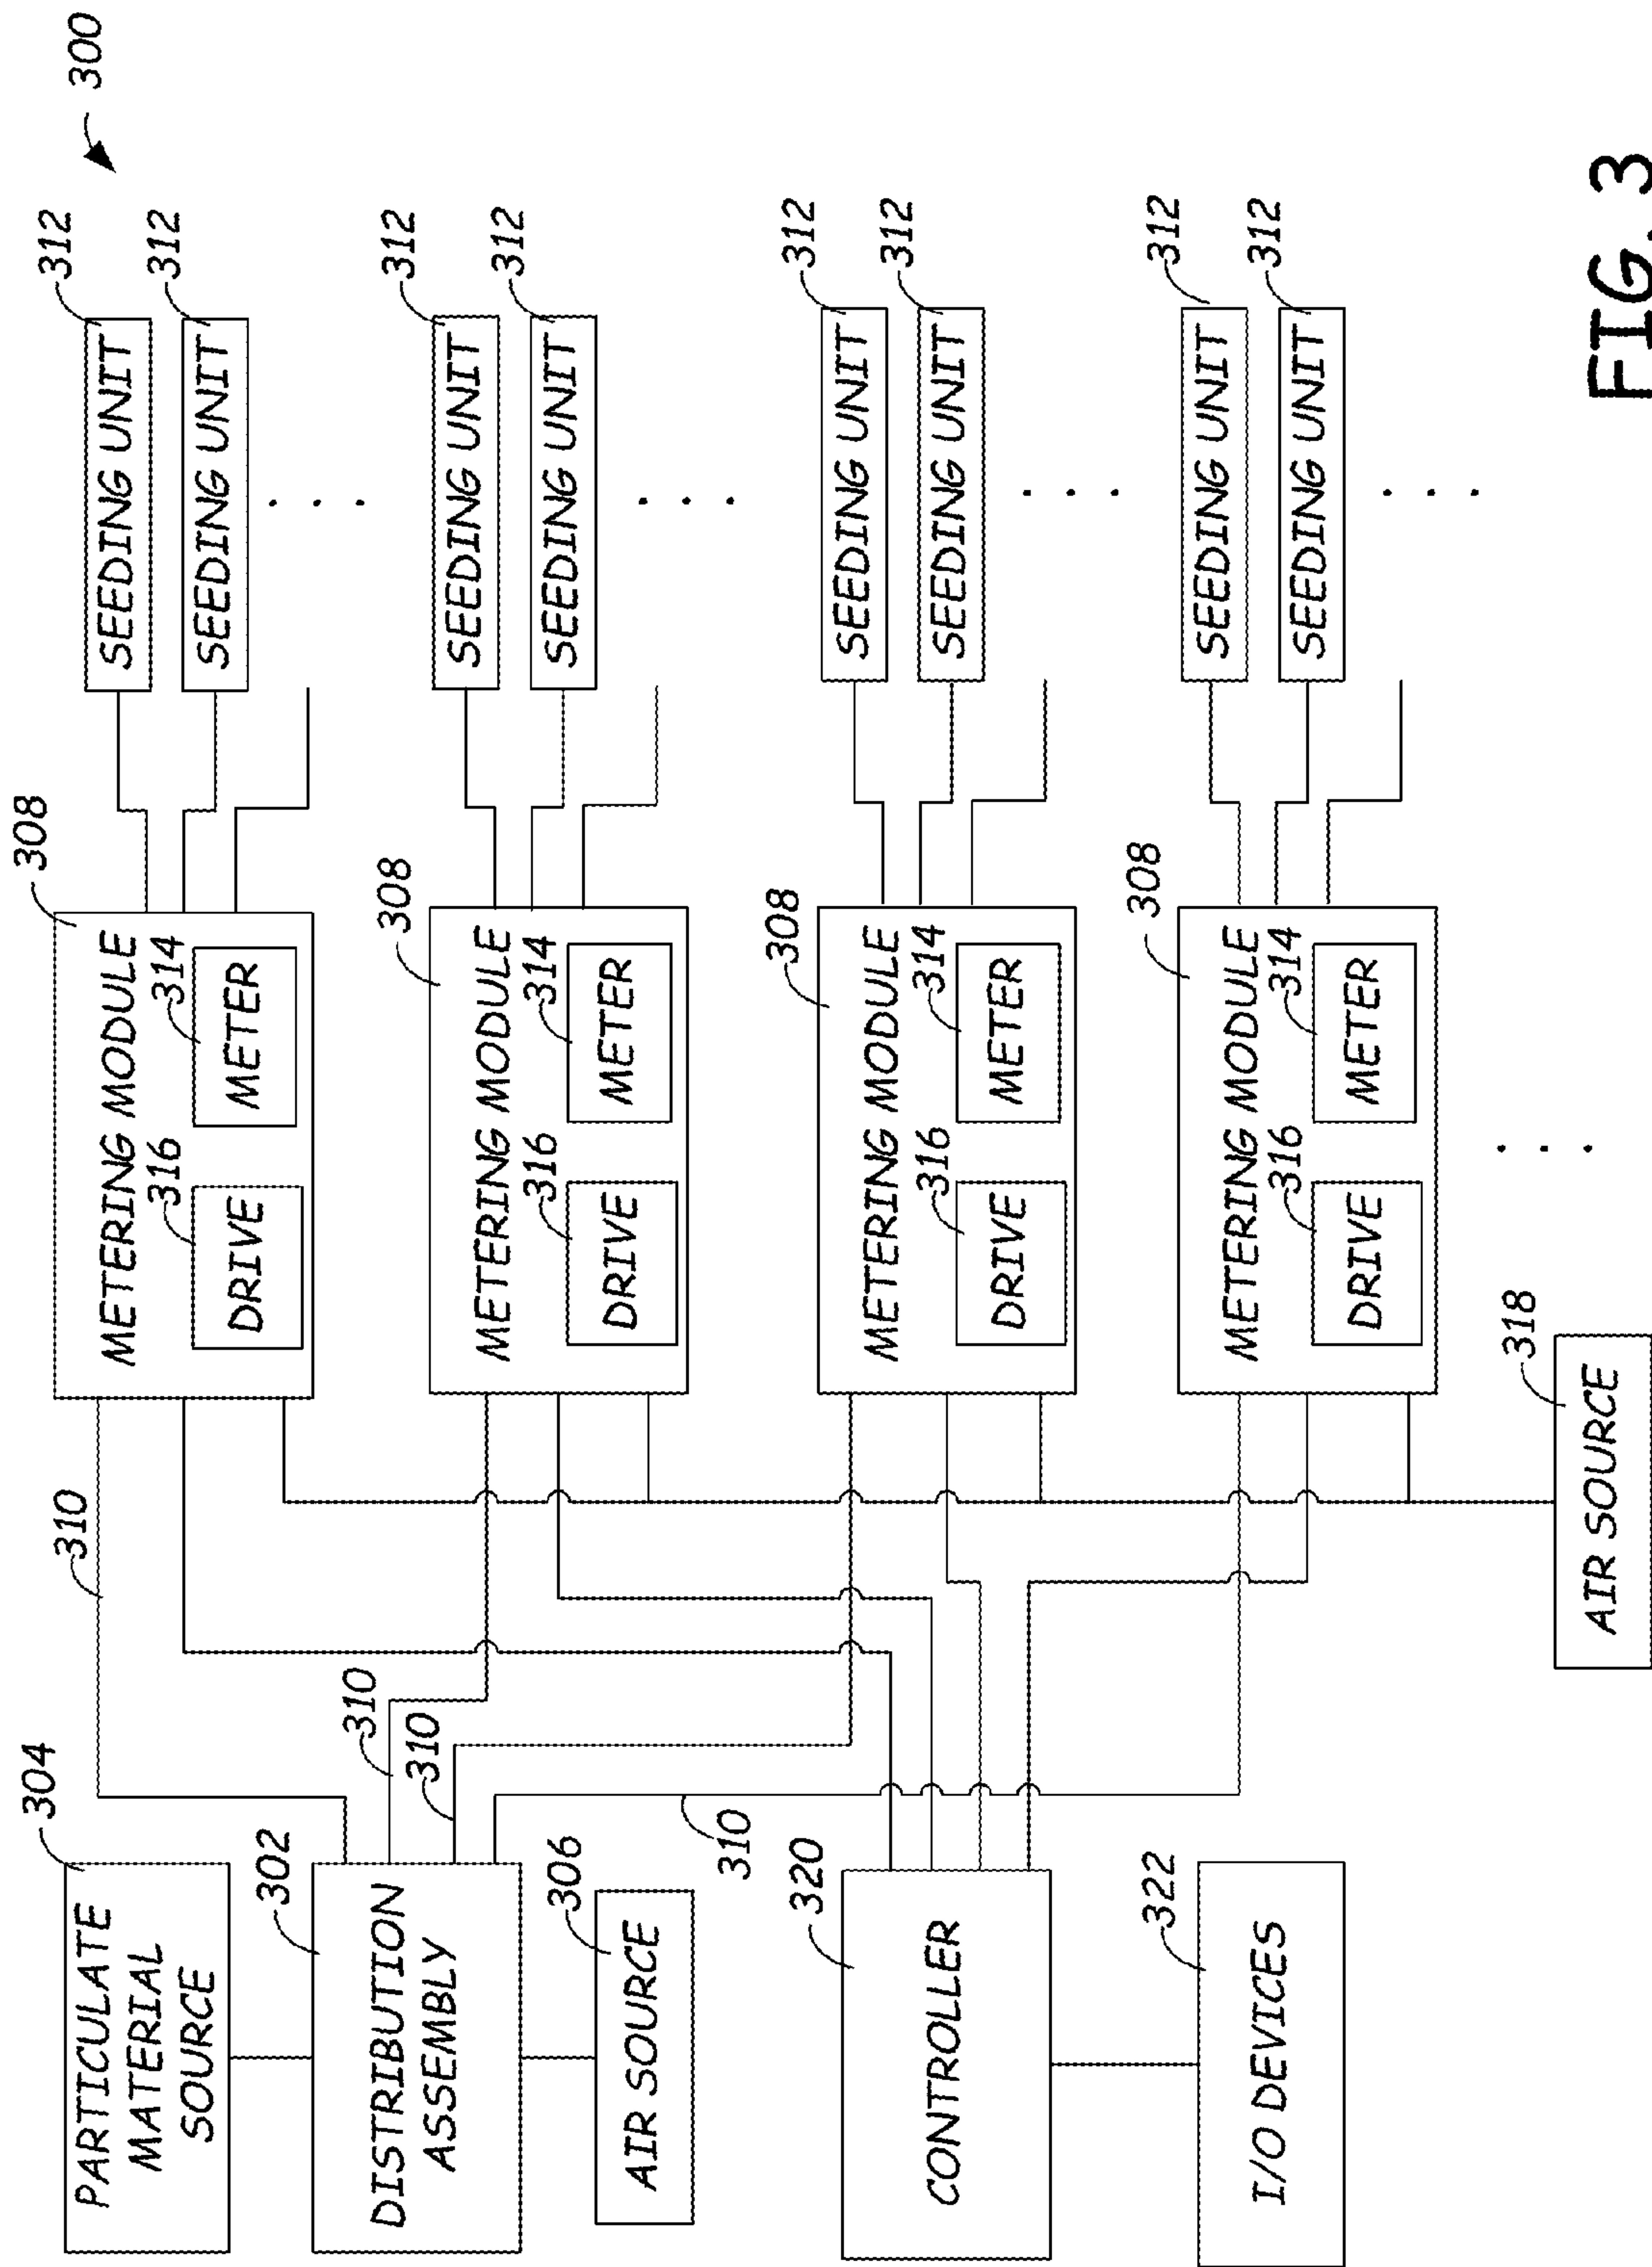 300
PARTICULATE
MATERIAL
SOURCE
304
DISTRIBUTION
ASSEMBLY
302
AIR SOURCE
306
CONTROLLER
320
I/O DEVICES
322
310
310
310
310
METERING MODULE
308
DRIVE
316
METER
314
METERING MODULE
308
DRIVE
316
METER
314
METERING MODULE
308
DRIVE
316
METER
314
METERING MODULE
308
DRIVE
316
METER
314
. . .
AIR SOURCE
318
SEEDING UNIT
312
SEEDING UNIT
312
. . .
SEEDING UNIT
312
SEEDING UNIT
312
. . .
SEEDING UNIT
312
SEEDING UNIT
312
. . .
SEEDING UNIT
312
SEEDING UNIT
312
. . .
FIG. 3